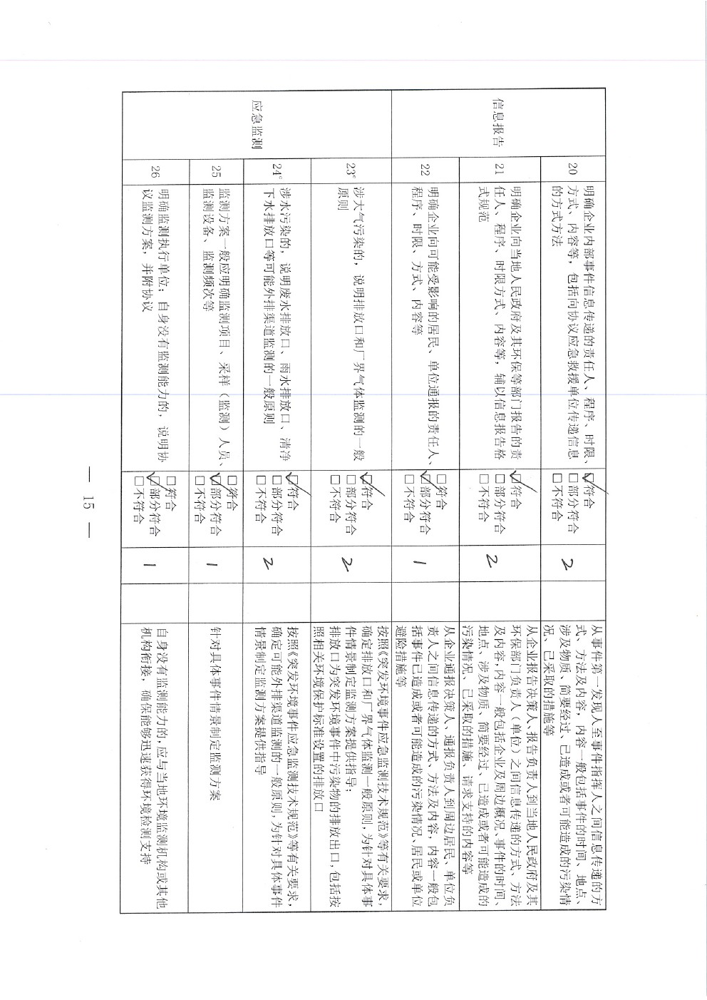 信息报告
20
明确企业内部事件信息传递的责任人、程序、时限、
方式、内容等，包括向协议应急救援单位传递信息
的方式方法
☑符合
□部分符合
□不符合
2
从事件第一发现人至事件指挥人之间信息传递的方
式、方法及内容，内容一般包括事件的时间、地点、
涉及物质、简要经过、已造成或者可能造成的污染情
况、已采取的措施等
21
明确企业向当地人民政府及其环保等部门报告的责
任人、程序、时限方式、内容等，辅以信息报告格
式规范
☑符合
□部分符合
□不符合
2
从企业报告决策人、报告负责人到当地人民政府及其
环保部门负责人（单位）之间信息传递的方式、方法
及内容，内容一般包括企业及周边概况、事件的时间、
地点、涉及物质、简要经过、已造成或者可能造成的
污染情况、已采取的措施、请求支持的内容等
22
明确企业向可能受影响的居民、单位通报的责任人、
程序、时限、方式、内容等
□符合
☑部分符合
□不符合
1
从企业通报决策人、通报负责人到周边居民、单位负
责人之间信息传递的方式、方法及内容，内容一般包
括事件已造成或者可能造成的污染情况、居民或单位
避险措施等
应急监测
23c
涉大气污染的，说明排放口和厂界气体监测的一般
原则
☑符合
□部分符合
□不符合
2
按照《突发环境事件应急监测技术规范》等有关要求，
确定排放口和厂界气体监测一般原则，为针对具体事
件情景制定监测方案提供指导；
排放口为突发环境事件中污染物的排放出口，包括按
照相关环境保护标准设置的排放口
24c
涉水污染的，说明废水排放口、雨水排放口、清净
下水排放口等可能外排渠道监测的一般原则
☑符合
□部分符合
□不符合
2
按照《突发环境事件应急监测技术规范》等有关要求，
确定可能外排渠道监测的一般原则，为针对具体事件
情景制定监测方案提供指导
25
监测方案一般应明确监测项目、采样（监测）人员、
监测设备、监测频次等
□符合
☑部分符合
□不符合
1
针对具体事件情景制定监测方案
26
明确监测执行单位；自身没有监测能力的，说明协
议监测方案，并附协议
□符合
☑部分符合
□不符合
1
自身没有监测能力的，应与当地环境监测机构或其他
机构衔接，确保能够迅速获得环境检测支持
— 15 —